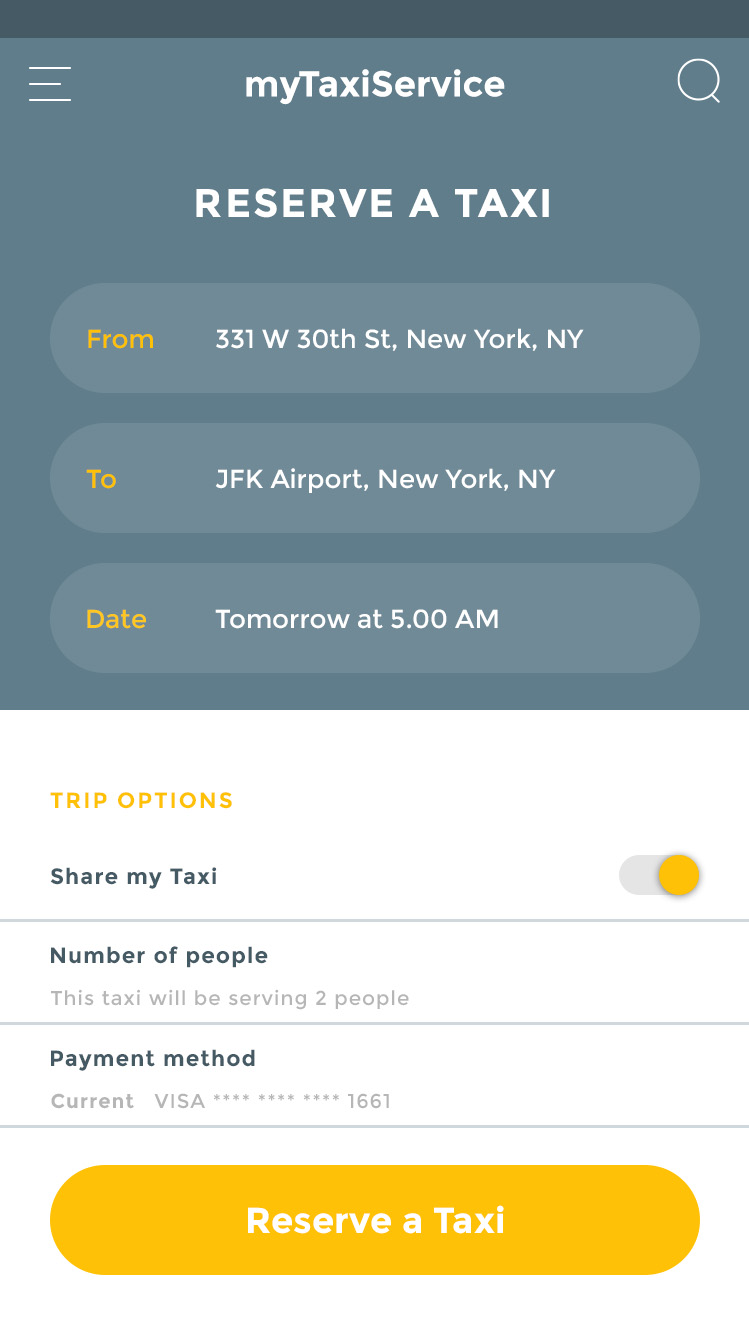 myTaxiService
RESERVE A TAXI
From 331 W 30th St, New York, NY
To JFK Airport, New York, NY
Date Tomorrow at 5.00 AM
TRIP OPTIONS
Share my Taxi
Number of people
This taxi will be serving 2 people
Payment method
Current VISA **** **** **** 1661
Reserve a Taxi